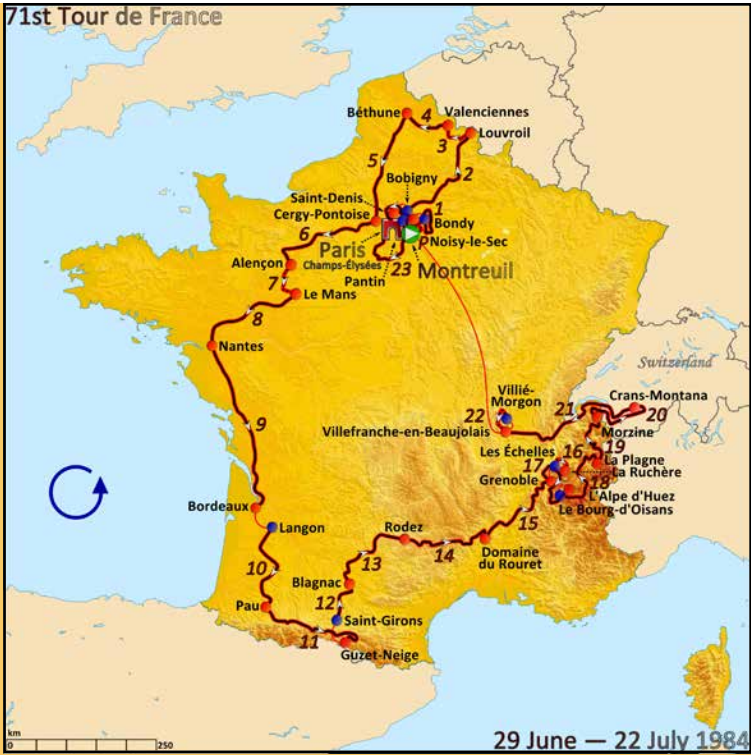 71st Tour de France
Béthune
4
Valenciennes
3
Louvroil
5
2
Bobigny
Saint-Denis
1
Cergy-Pontoise
Bondy
6
Noisy-le-Sec
P
Paris
Champs-Élysées
23
Montreuil
Pantin
Alençon
7
Le Mans
8
Nantes
Switzerland
Villié-
Morgon
Crans-Montana
22
21
20
Villefranche-en-Beaujolais
Morzine
9
19
Les Échelles
16
La Plagne
17
La Ruchère
Grenoble
18
L'Alpe d'Huez
Le Bourg-d'Oisans
Bordeaux
15
Langon
Rodez
14
Domaine
du Rouret
13
10
Blagnac
12
Pau
Saint-Girons
11
Guzet-Neige
km
0
250
29 June — 22 July 1984